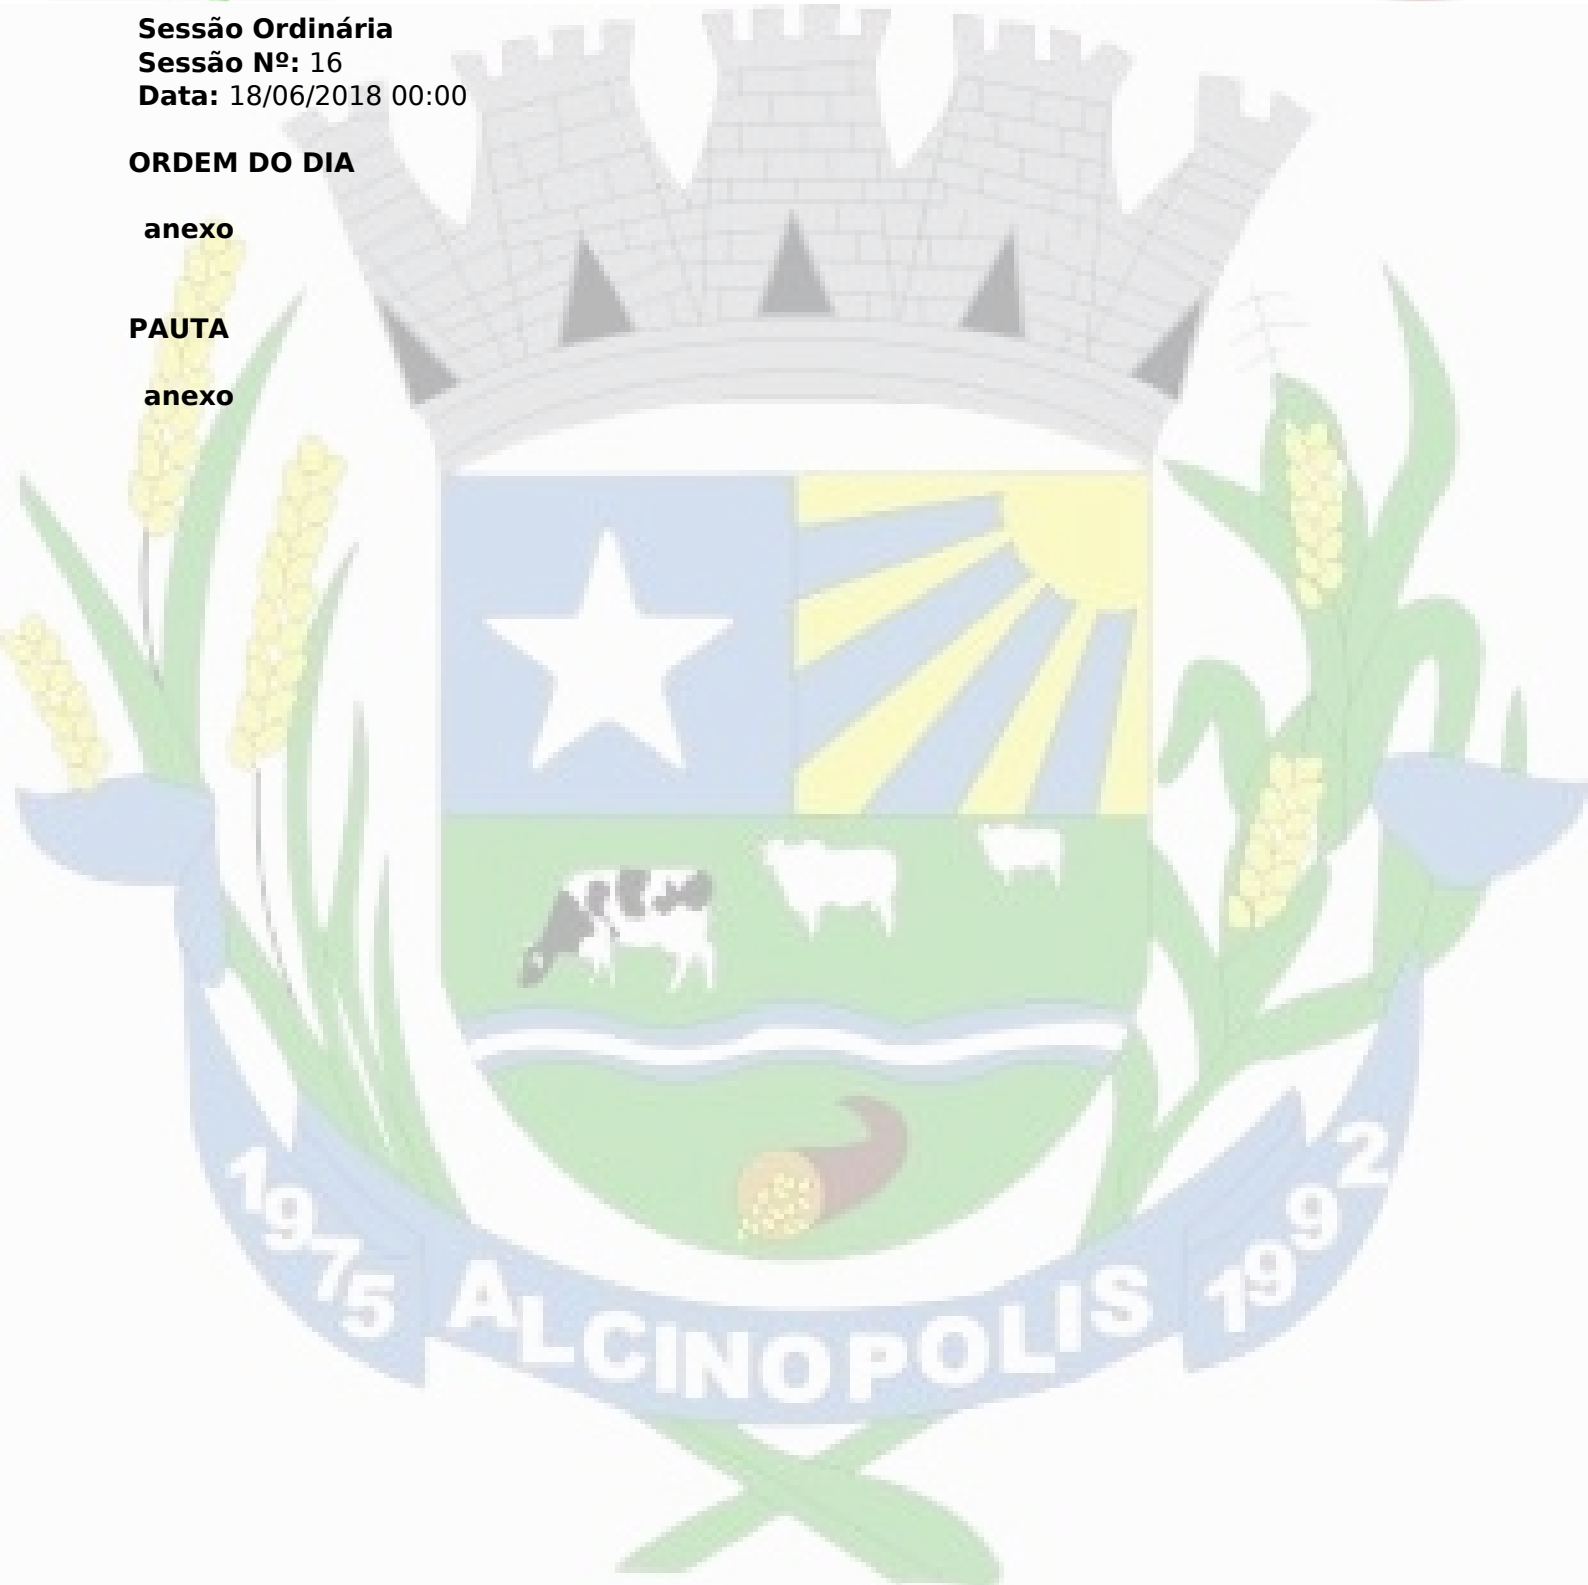 Sessão Ordinária
Sessão Nº: 16
Data: 18/06/2018 00:00
ORDEM DO DIA
anexo
PAUTA
anexo
1975 ALCINOPOLIS 1992